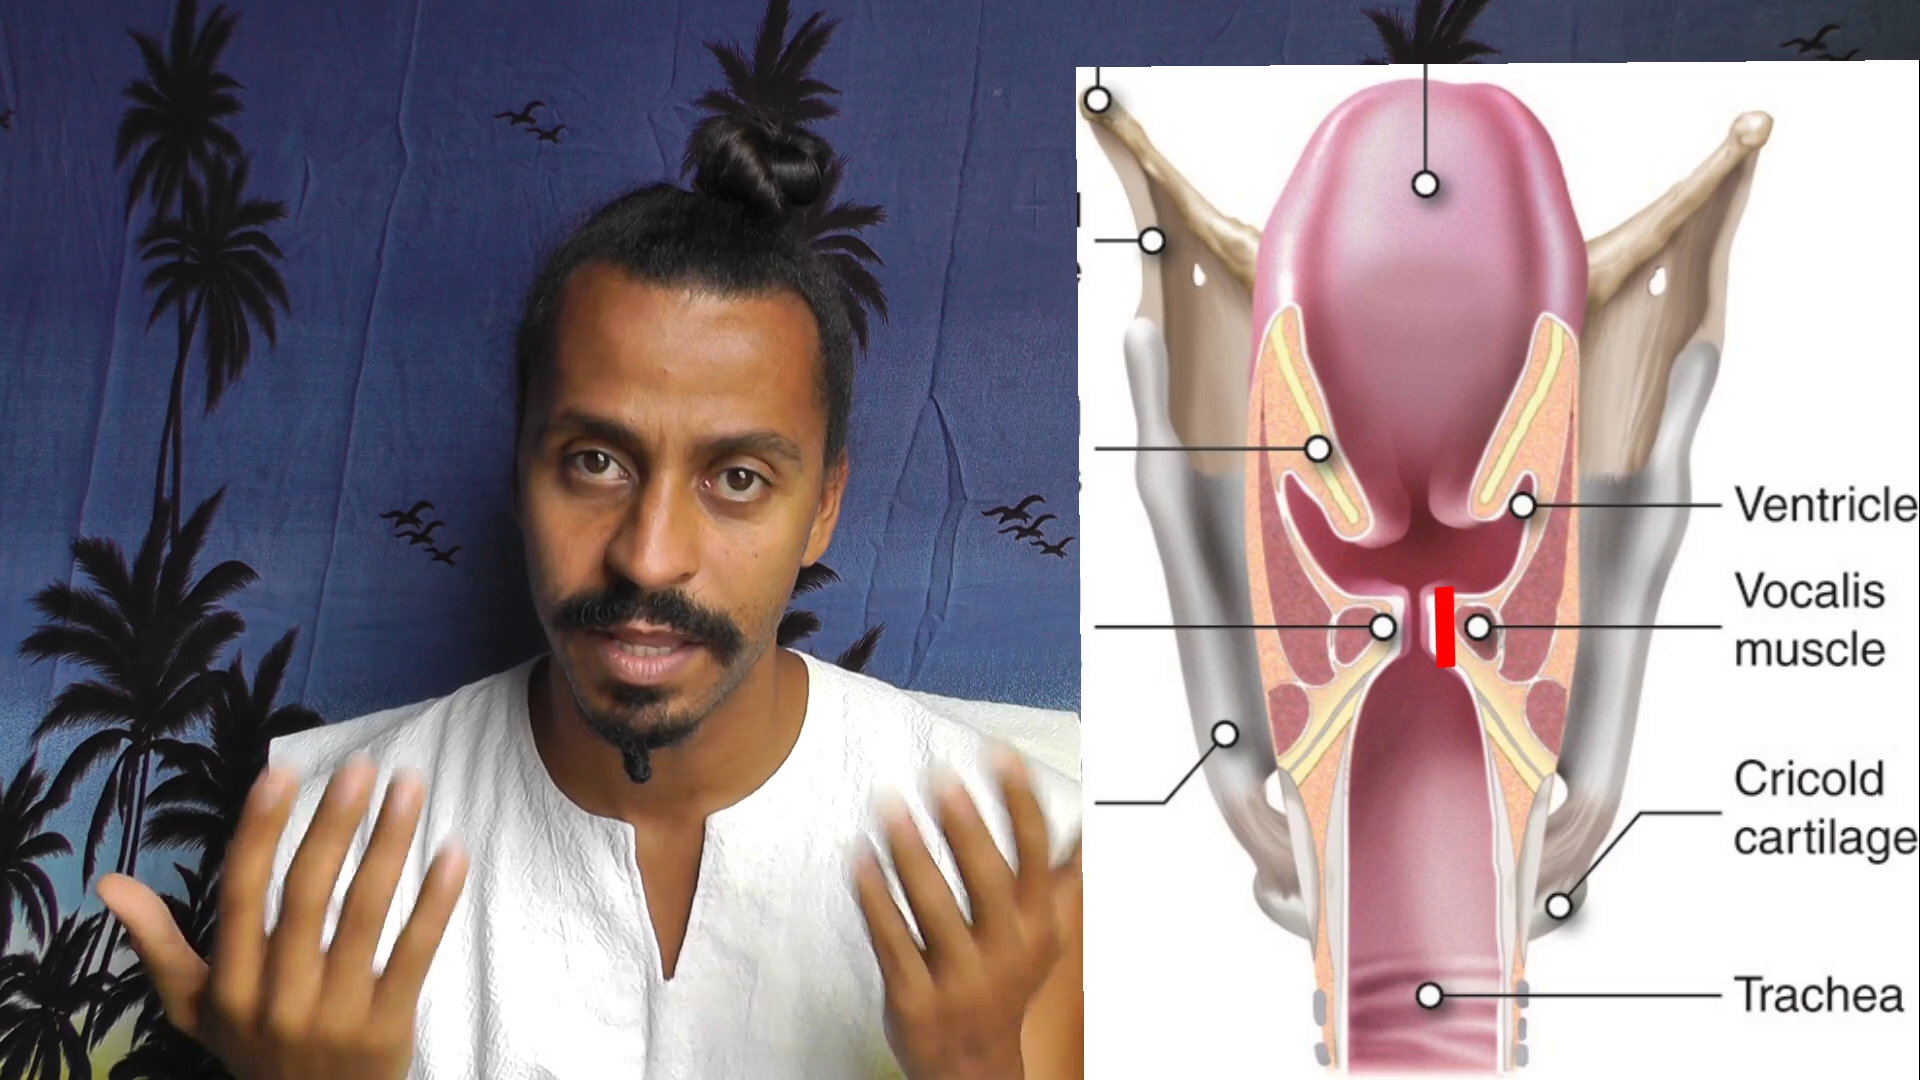 Ventricle
Vocalis
muscle
Cricold
cartilage
Trachea